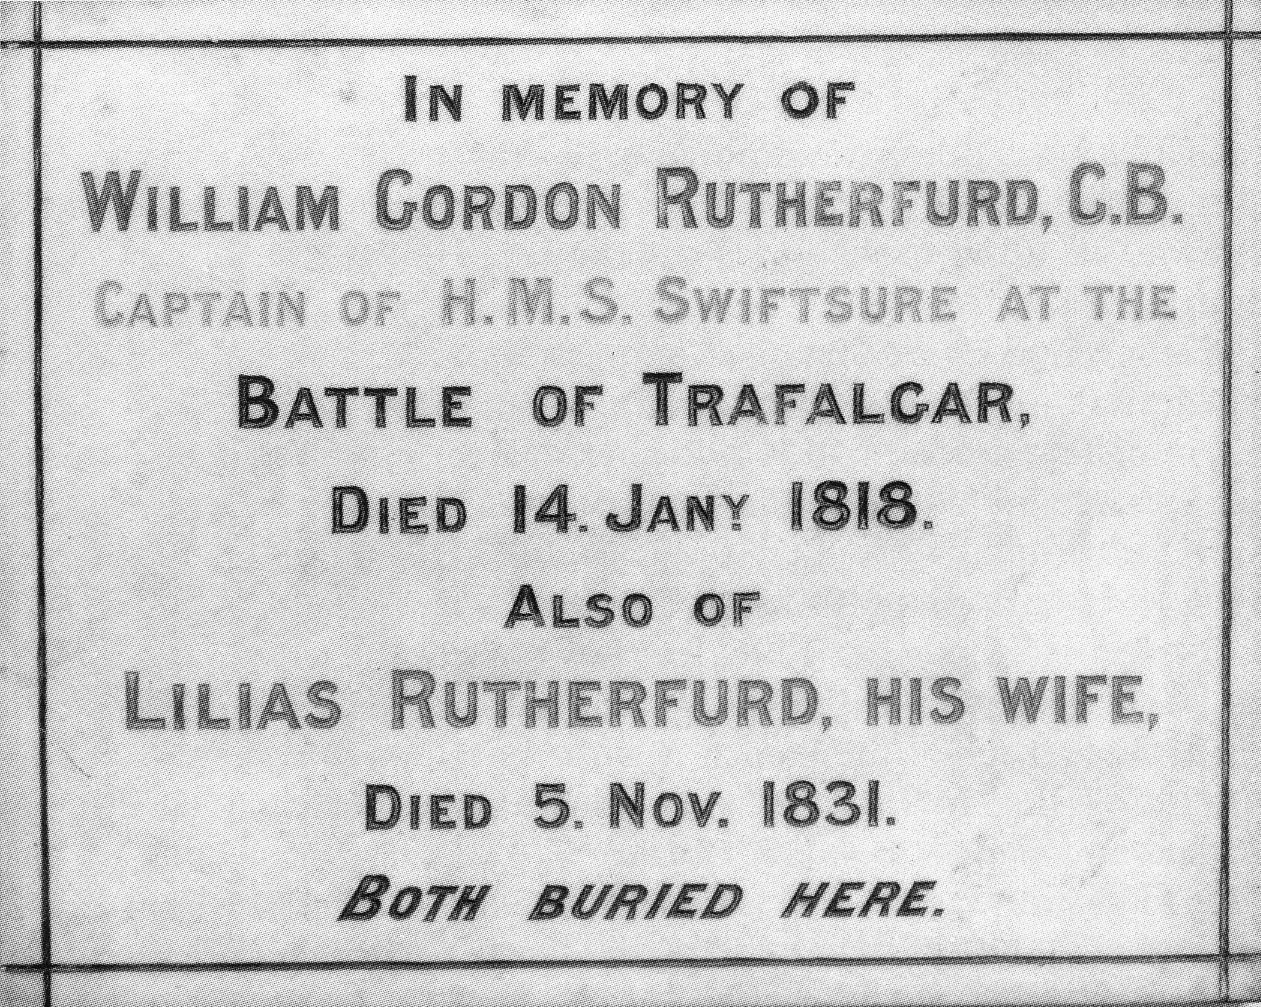 In memory of
William Gordon Rutherfurd, C.B.
Captain of H.M.S. Swiftsure at the
Battle of Trafalgar,
Died 14. Jany. 1818.
Also of
Lilias Rutherfurd, his wife,
Died 5. Nov. 1831.
Both buried here.